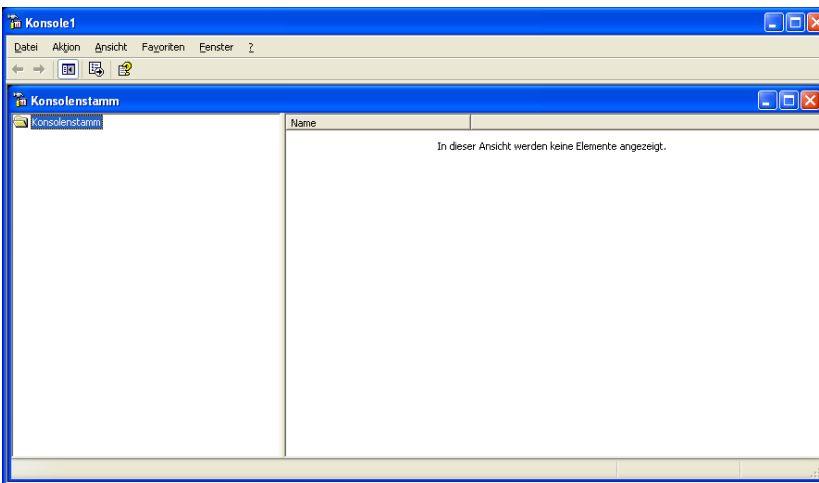 Konsole1
Datei Aktion Ansicht Favoriten Fenster ?
Konsolenstamm
Konsolenstamm
Name
In dieser Ansicht werden keine Elemente angezeigt.